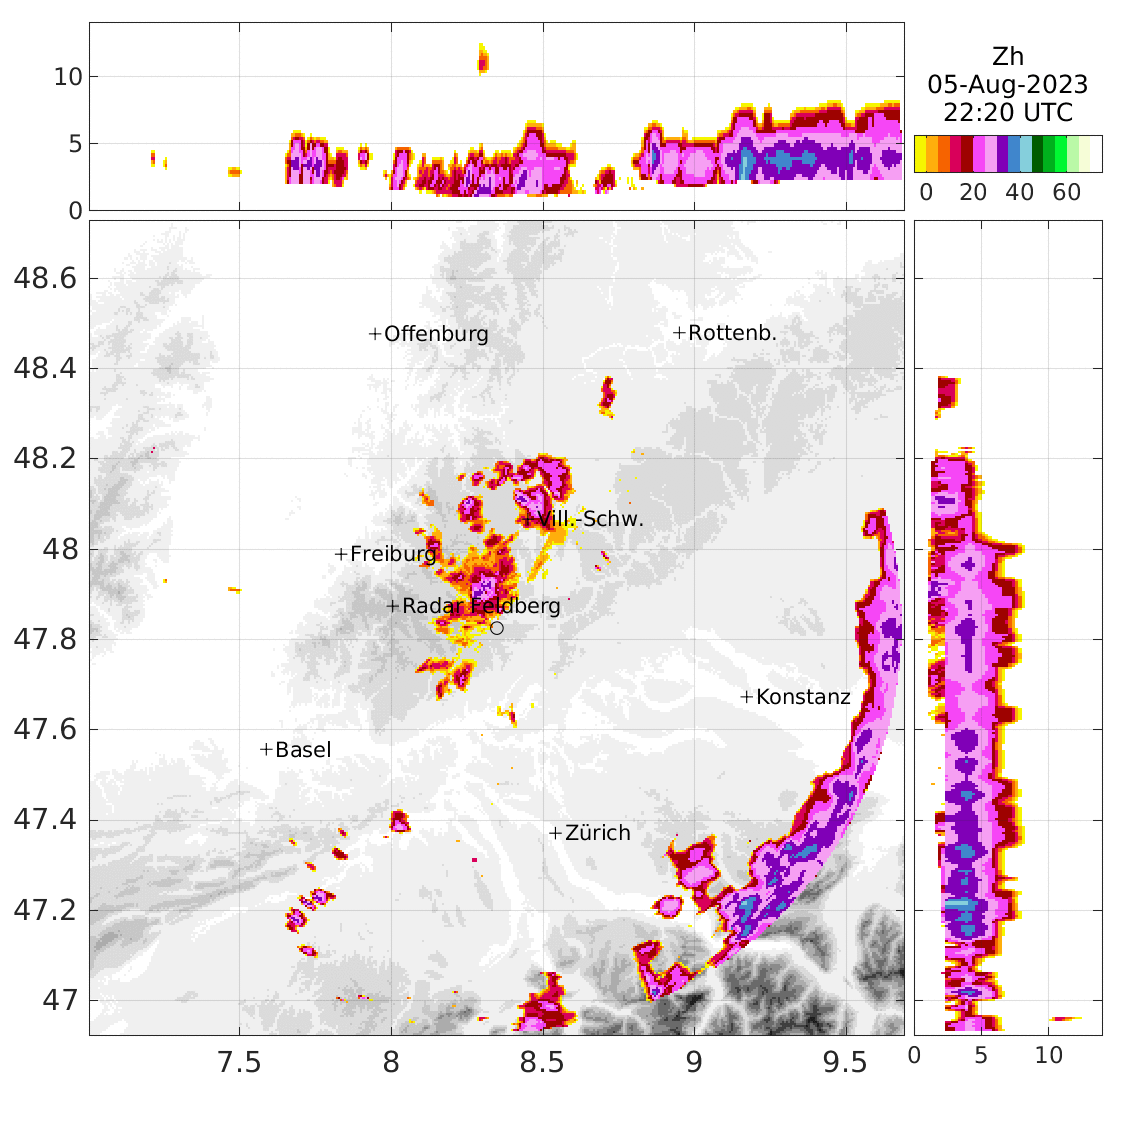 10
5
0
Zh
05-Aug-2023
22:20 UTC
0 20 40 60
48.6
48.4
48.2
48
47.8
47.6
47.4
47.2
47
+Offenburg
+Rottenb.
+Vill.-Schw.
+Freiburg
+Radar Feldberg
+Konstanz
+Basel
+Zürich
7.5 8 8.5 9 9.5
0 5 10